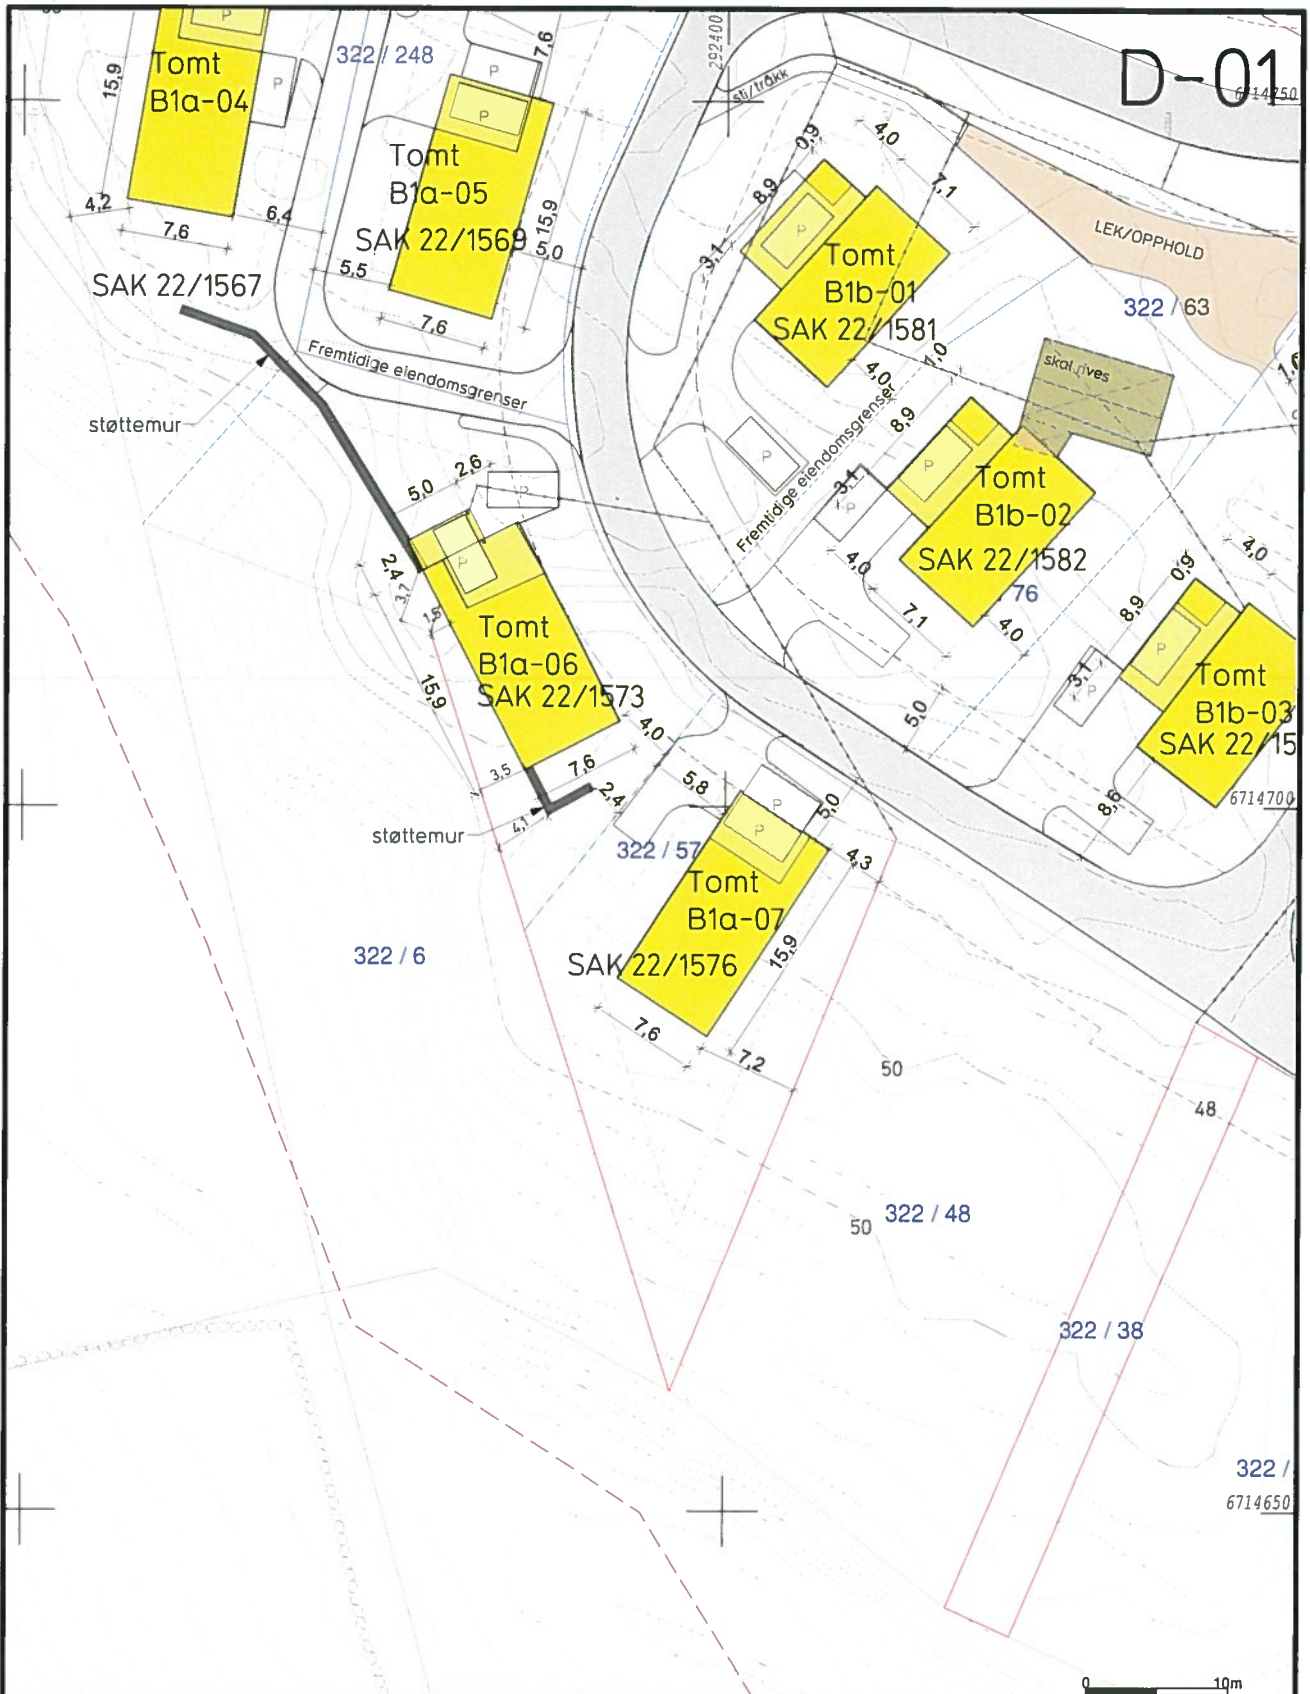 D-01
6714750
292400
322 / 248
7,6
P
Tomt
B1a-04
15,9
P
4,2
7,6
6,4
SAK 22/1567
P
P
Tomt
B1a-05
SAK 22/1569
15,9
5,0
5,5
7,6
sti/tråkk
0,9
4,0
7,1
8,9
3,1
P
Tomt
B1b-01
SAK 22/1581
LEK/OPPHOLD
322 / 63
støttemur
Fremtidige eiendomsgrenser
4,0
1,0
8,9
skal rives
P
Fremtidige eiendomsgrenser
3,1
P
P
Tomt
B1b-02
SAK 22/1582
76
4,0
7,1
4,0
5,0
2,6
5,0
P
P
2,4
3,7
1,5
Tomt
B1a-06
SAK 22/1573
15,9
4,0
3,5
7,6
2,4
4,1
støttemur
0,9
4,0
8,9
3,1
P
P
Tomt
B1b-03
SAK 22/15
8,6
6714700
5,8
P
5,0
P
4,3
322 / 57
Tomt
B1a-07
SAK 22/1576
15,9
7,6
7,2
322 / 6
50
48
50
322 / 48
322 / 38
322 /
6714650
0
10m